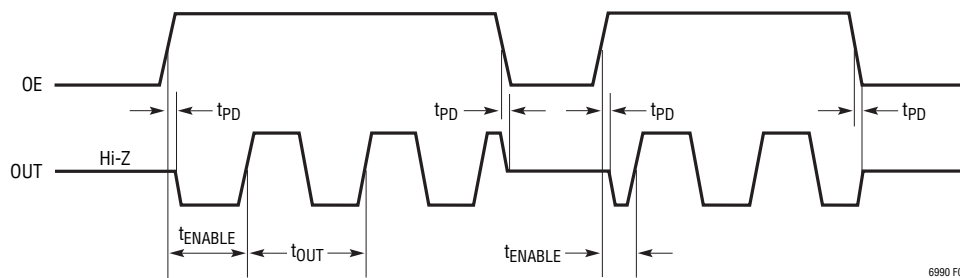 OE
tPD
tPD
tPD
tPD
OUT
Hi-Z
tENABLE
tOUT
tENABLE